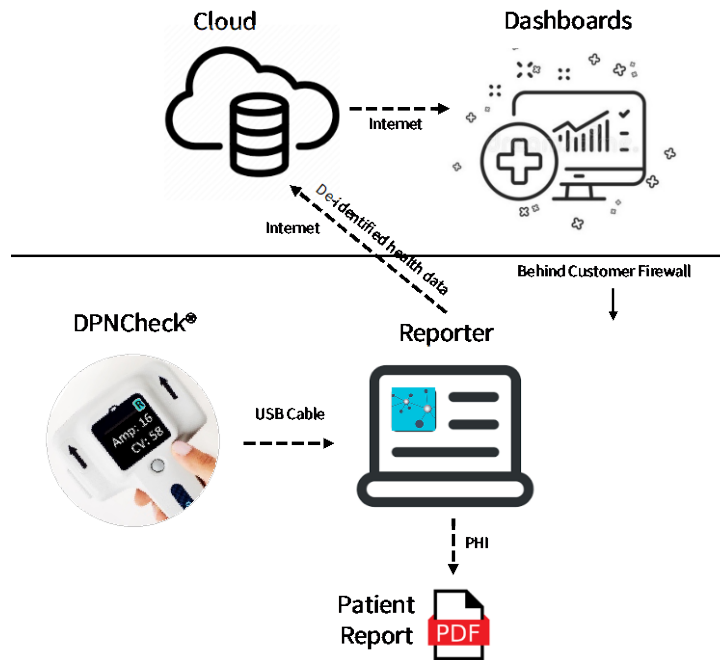 Cloud
Dashboards
Internet
De-identified health data
Internet
Behind Customer Firewall
DPNCheck®
Reporter
R
Amp: 16
CV: 58
USB Cable
PHI
Patient
Report
PDF